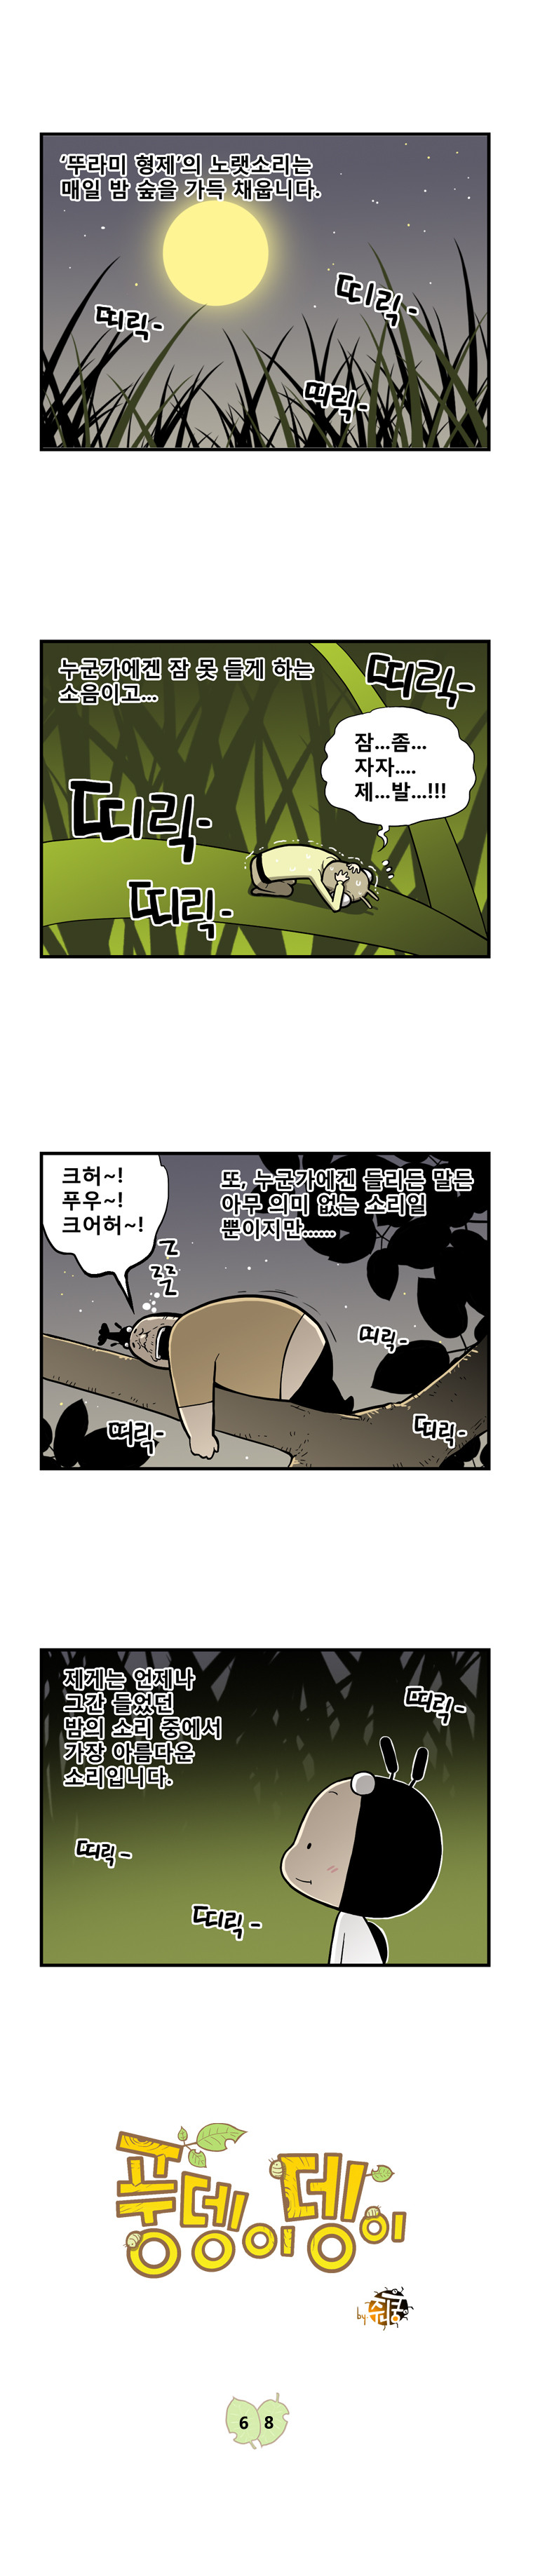 '뚜라미 형제'의 노랫소리는
매일 밤 숲을 가득 채웁니다.
띠릭-
띠릭-
띠릭-
누군가에겐 잠 못 들게 하는
소음이고...
띠릭-
잠...좀...
자자....
제...발...!!!
띠릭-
띠릭-
크허~!
푸우~!
크어허~!
또, 누군가에겐 들리든 말든
아무 의미 없는 소리일
뿐이지만......
드르
르를
띠릭-
띠릭-
띠릭-
제게는 언제나
그간 들었던
밤의 소리 중에서
가장 아름다운
소리입니다.
띠릭-
띠릭-
띠릭-
풍뎅이뎅이
by 순탕
68